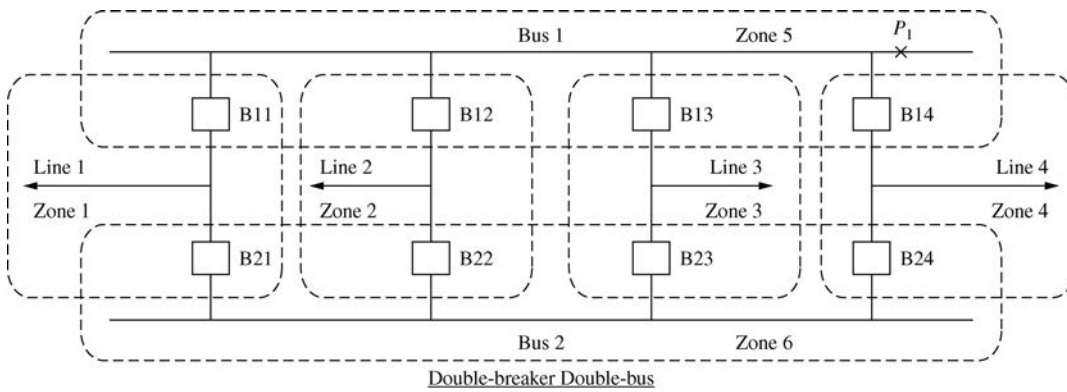 P1
Bus 1 Zone 5
B11 B12 B13 B14
Line 1 Line 2 Line 3 Line 4
Zone 1 Zone 2 Zone 3 Zone 4
B21 B22 B23 B24
Bus 2 Zone 6
Double-breaker Double-bus